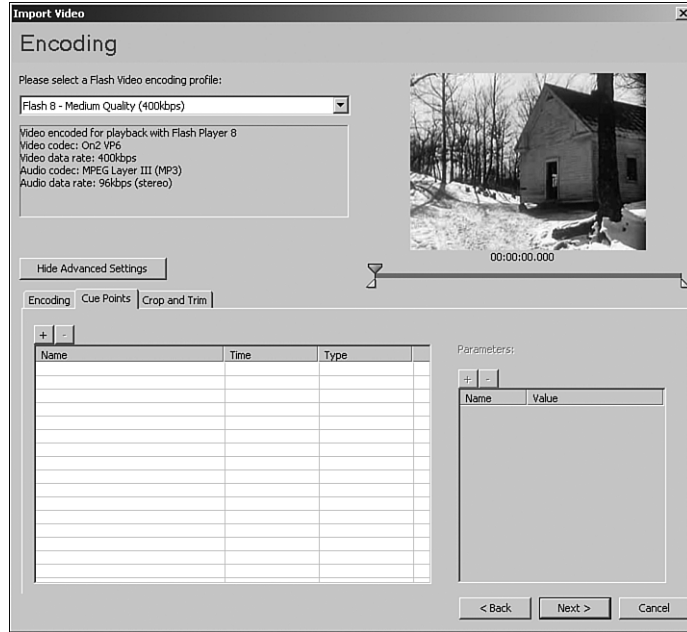 Import Video
Encoding
Please select a Flash Video encoding profile:
Flash 8 - Medium Quality (400kbps)
Video encoded for playback with Flash Player 8
Video codec: On2 VP6
Video data rate: 400kbps
Audio codec: MPEG Layer III (MP3)
Audio data rate: 96kbps (stereo)
00:00:00.000
Hide Advanced Settings
Encoding Cue Points Crop and Trim
+ -
Name Time Type
Parameters:
+ -
Name Value
< Back Next > Cancel